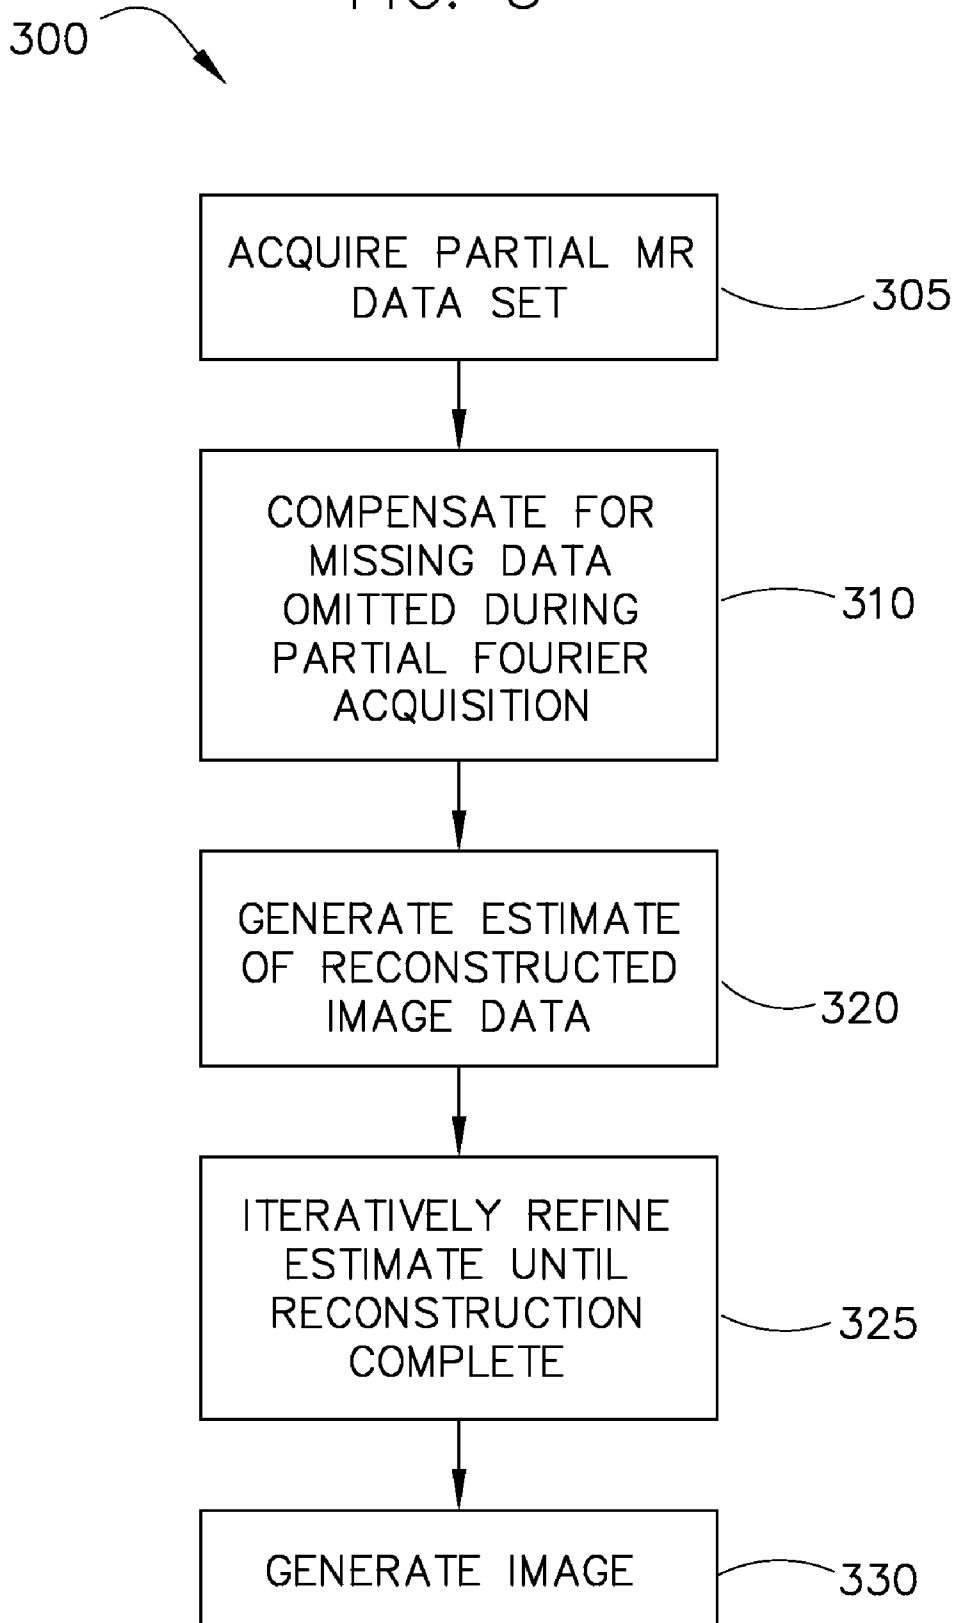 FIG.
300
ACQUIRE PARTIAL MR
DATA SET
305
COMPENSATE FOR
MISSING DATA
OMITTED DURING
PARTIAL FOURIER
ACQUISITION
310
GENERATE ESTIMATE
OF RECONSTRUCTED
IMAGE DATA
320
ITERATIVELY REFINE
ESTIMATE UNTIL
RECONSTRUCTION
COMPLETE
325
GENERATE IMAGE
330